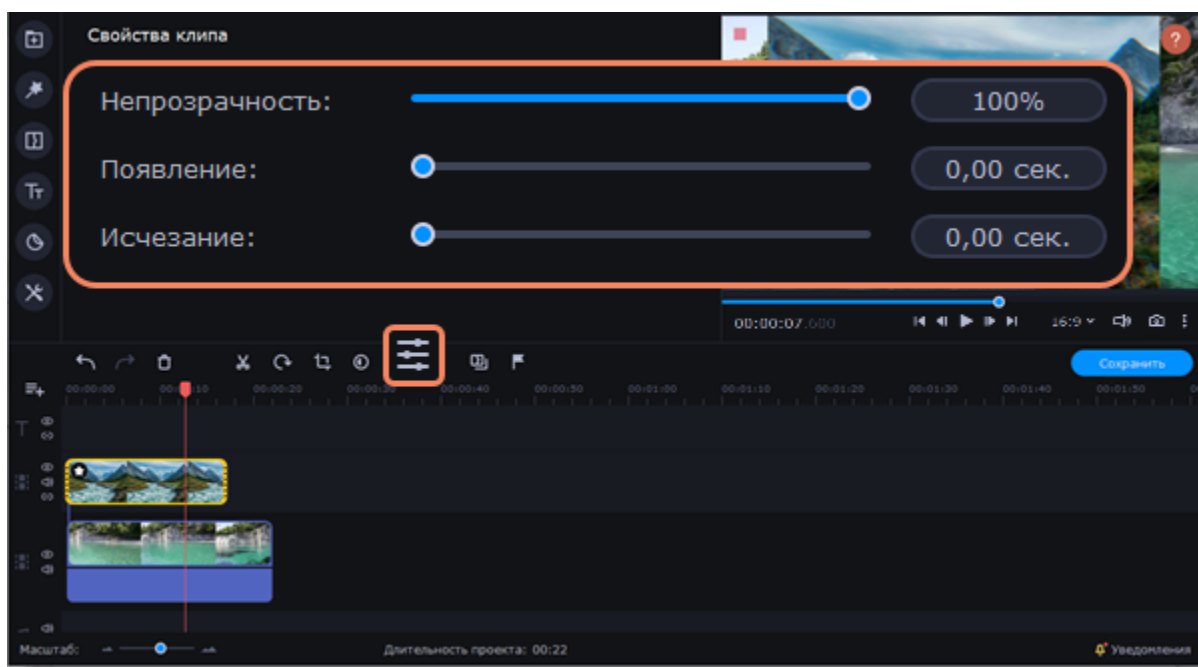 Свойства клипа
?
Непрозрачность: 100%
Появление: 0,00 сек.
Исчезание: 0,00 сек.
Tт
00:00:07.600 16:9
Сохранить
00:00:00 00:00:20 00:00:40 00:00:50 00:01:00 00:01:10 00:01:20 00:01:30 00:01:40 00:01:50
T
Масштаб: Длительность проекта: 00:22 Уведомления